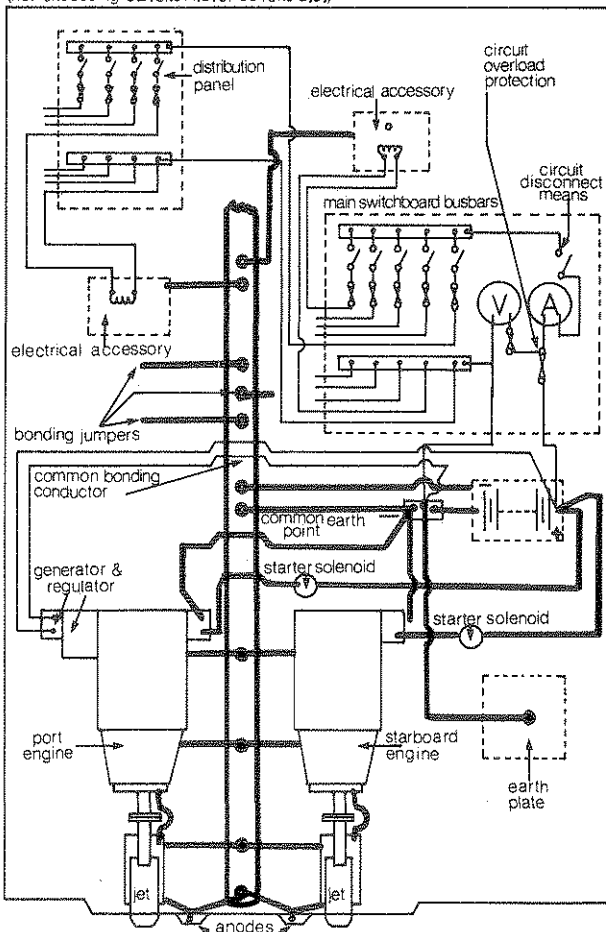 distribution
panel
electrical accessory
circuit
overload
protection
circuit
disconnect
means
main switchboard busbars
V
A
electrical accessory
bonding jumpers
common bonding
conductor
common earth
point
generator &
regulator
starter solenoid
starter solenoid
port
engine
starboard
engine
earth
plate
jet
jet
anodes